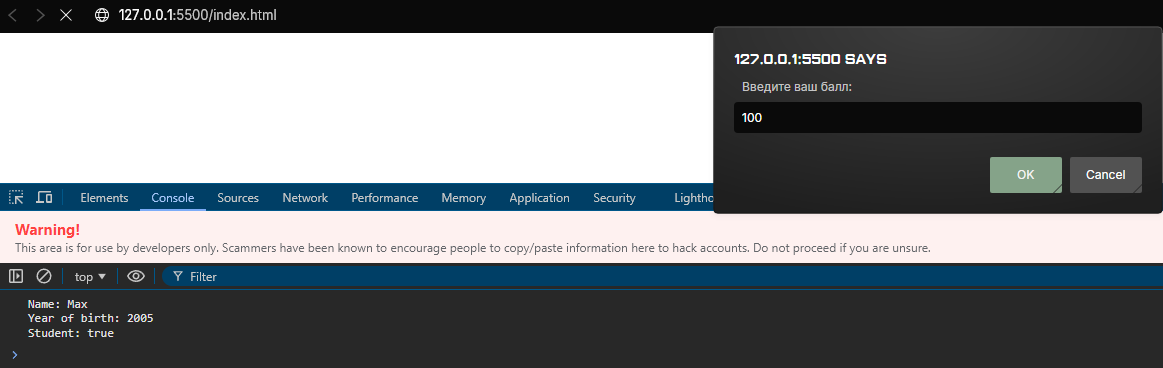 127.0.0.1:5500/index.html
127.0.0.1:5500 SAYS
Введите ваш балл:
100
OK Cancel
Elements Console Sources Network Performance Memory Application Security Lightho
Warning!
This area is for use by developers only. Scammers have been known to encourage people to copy/paste information here to hack accounts. Do not proceed if you are unsure.
top Filter
Name: Max
Year of birth: 2005
Student: true